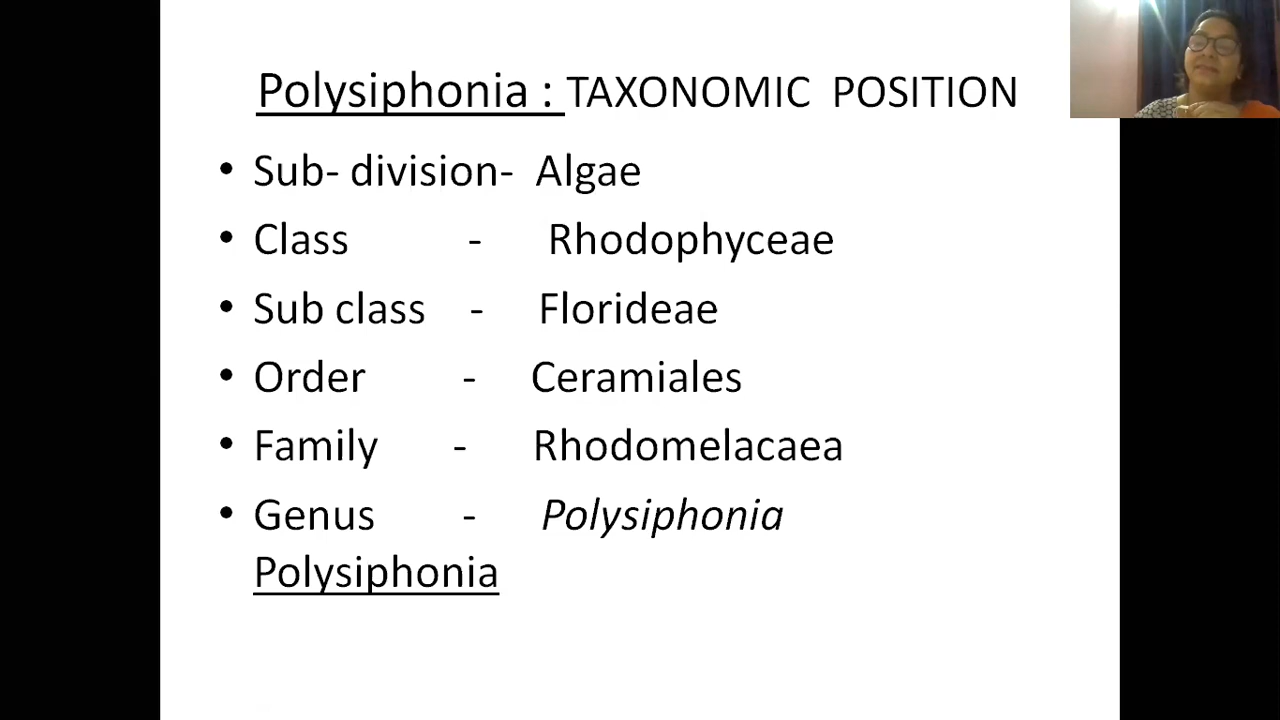 Polysiphonia : TAXONOMIC POSITION
• Sub- division- Algae
• Class - Rhodophyceae
• Sub class - Florideae
• Order - Ceramiales
• Family - Rhodomelacaea
• Genus - Polysiphonia
Polysiphonia